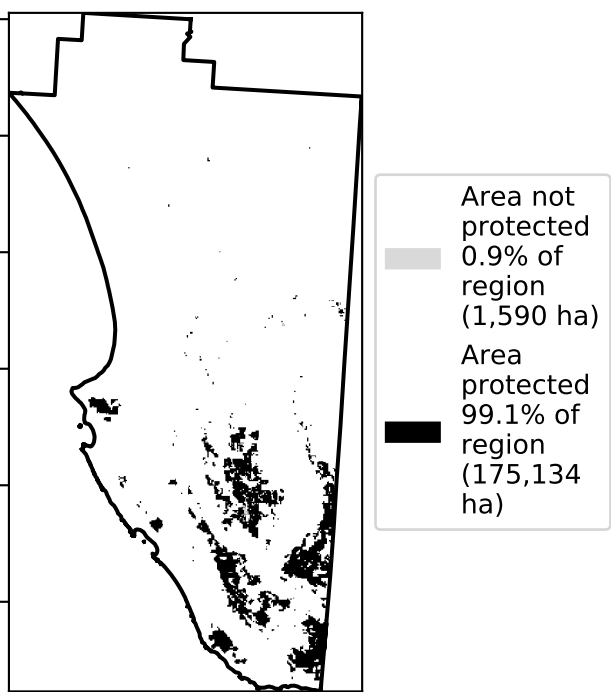 Area not
protected
0.9% of
region
(1,590 ha)
Area
protected
99.1% of
region
(175,134
ha)